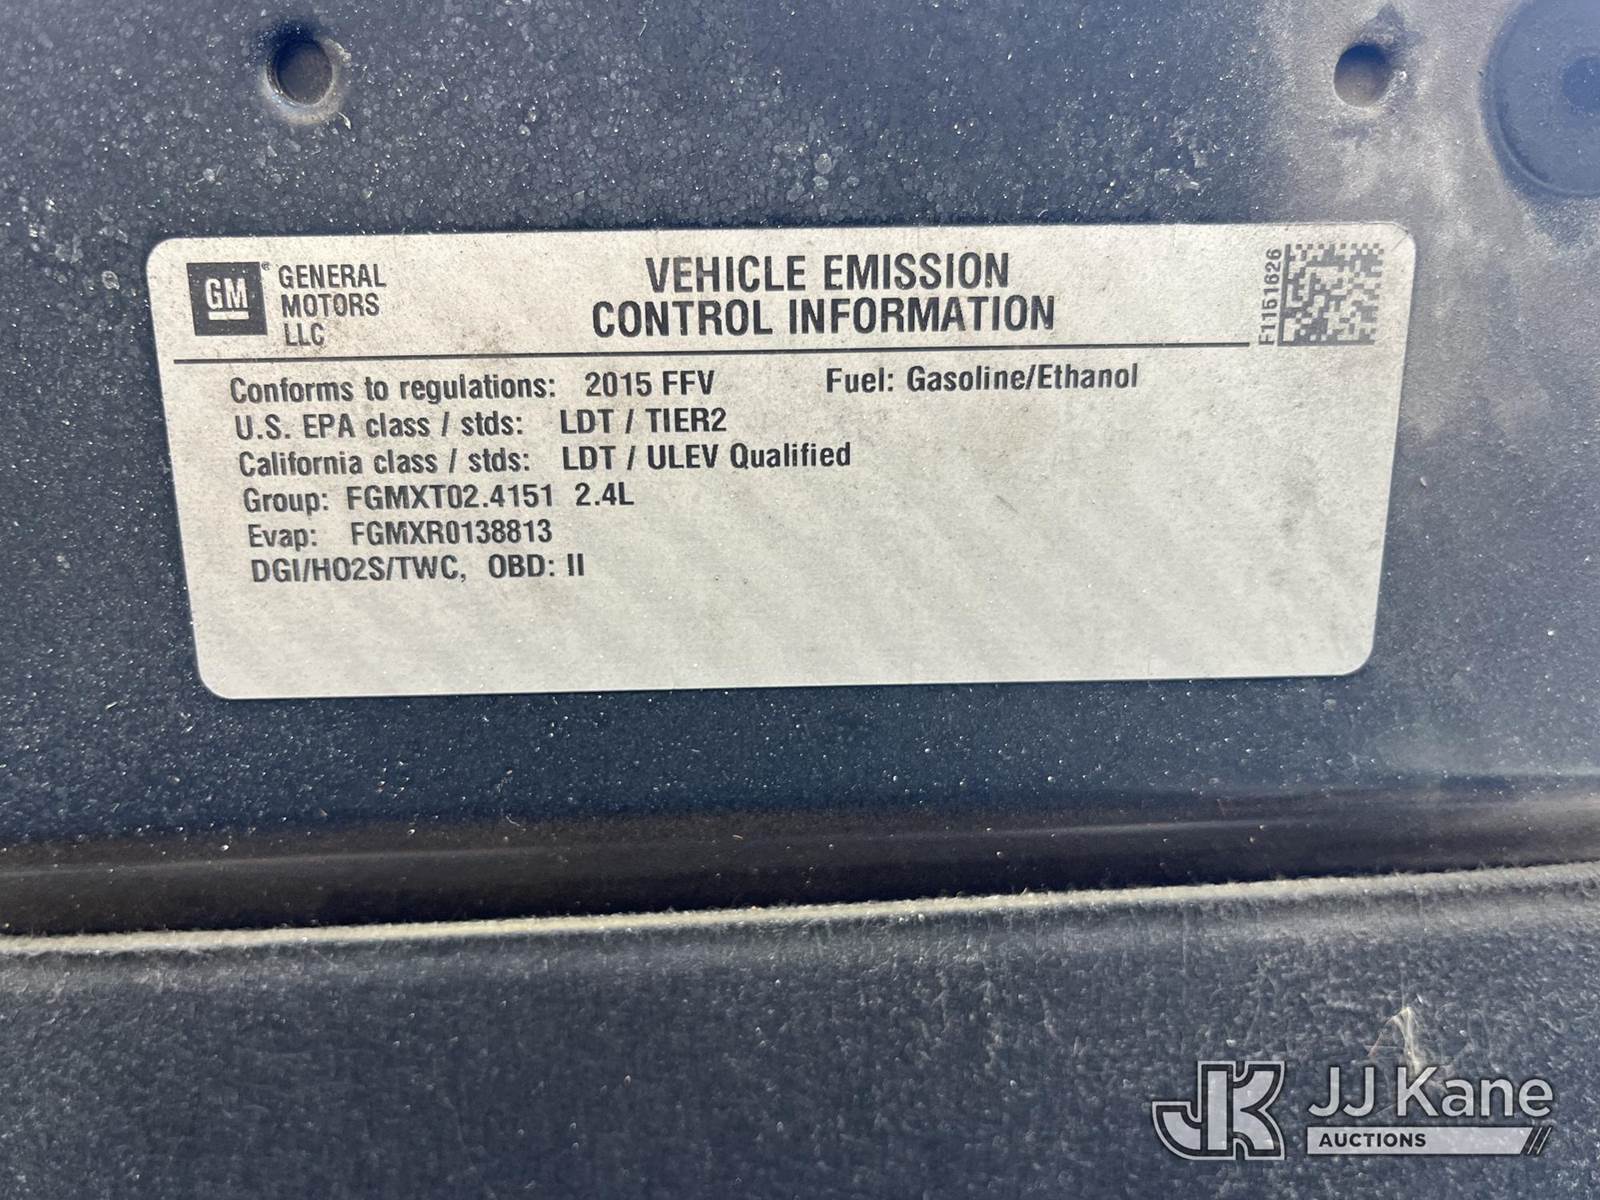 GM® GENERAL
MOTORS
LLC
VEHICLE EMISSION
CONTROL INFORMATION
F1151626
Conforms to regulations: 2015 FFV Fuel: Gasoline/Ethanol
U.S. EPA class / stds: LDT / TIER2
California class / stds: LDT / ULEV Qualified
Group: FGMXT02.4151 2.4L
Evap: FGMXR0138813
DGI/HO2S/TWC, OBD: II
JK JJ Kane
AUCTIONS